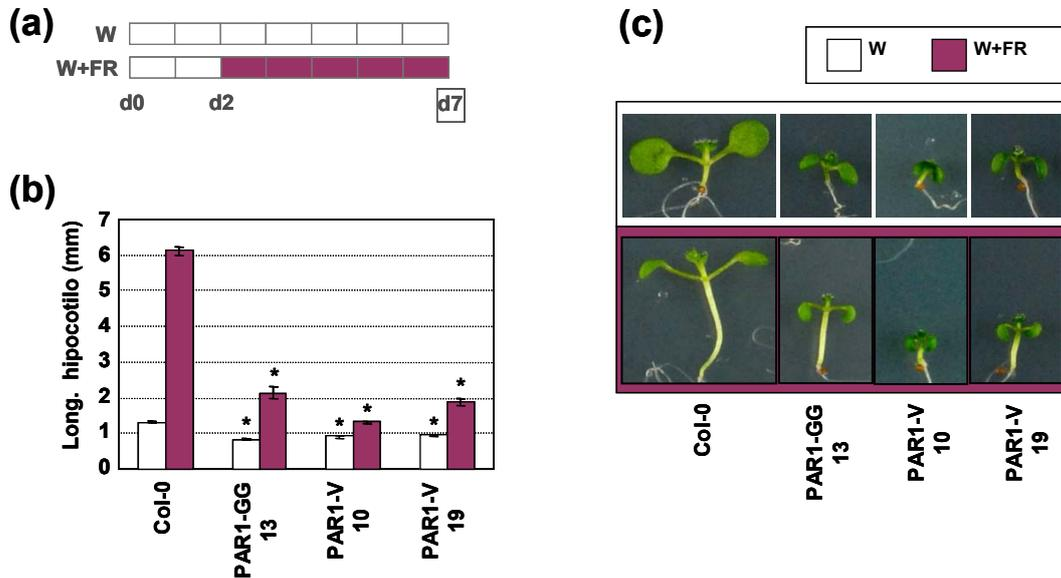 (a)
W
W+FR
d0 d2 d7
(b)
Long. hipocotilo (mm)
7
6
5
4
3
2
1
0
* * * * * *
Col-0
PAR1-GG
13
PAR1-V
10
PAR1-V
19
(c)
W W+FR
Col-0
PAR1-GG
13
PAR1-V
10
PAR1-V
19